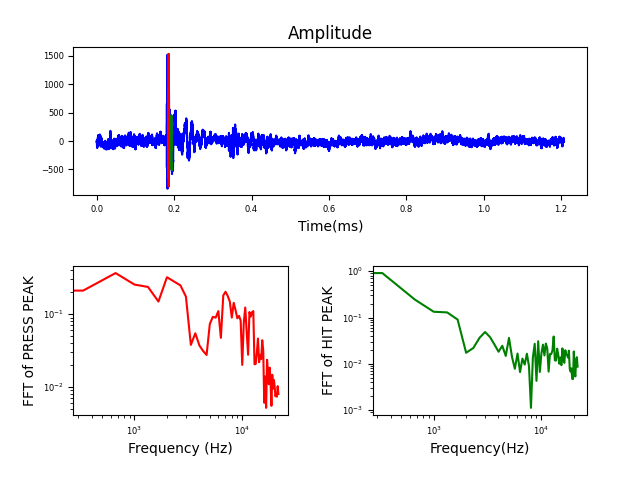 Amplitude
1500
1000
500
0
−500
0.0 0.2 0.4 0.6 0.8 1.0 1.2
Time(ms)
FFT of PRESS PEAK
10⁻¹
10⁻²
10³ 10⁴
Frequency (Hz)
FFT of HIT PEAK
10⁰
10⁻¹
10⁻²
10⁻³
10³ 10⁴
Frequency(Hz)